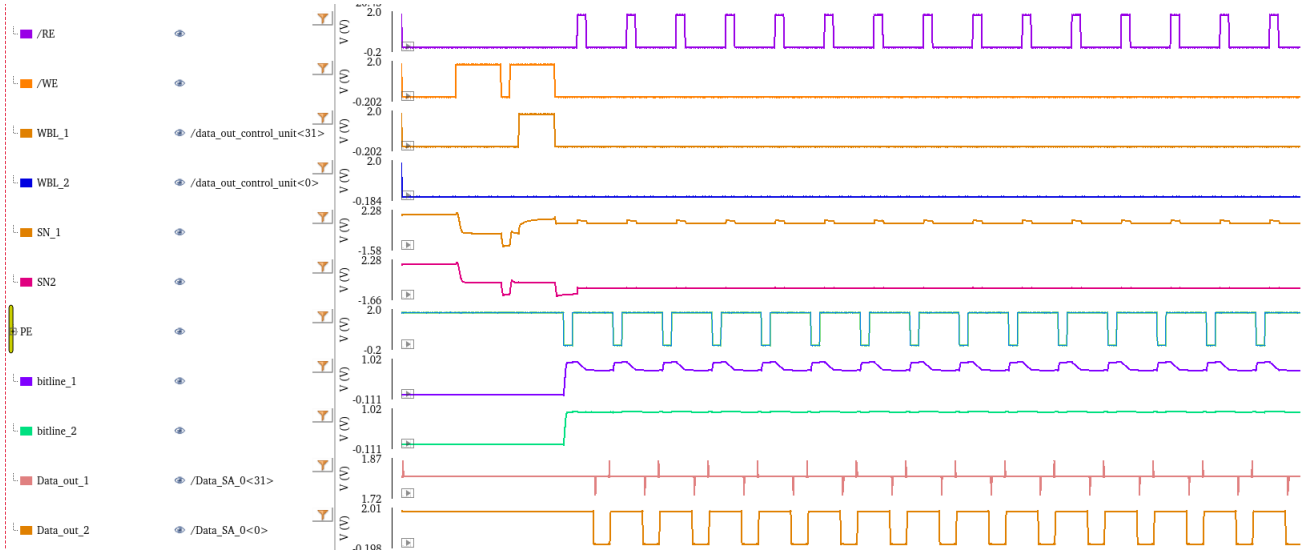 20.45
/RE 2.0 V (V) -0.2
/WE 2.0 V (V) -0.202
WBL_1 /data_out_control_unit<31> 2.0 V (V) -0.202
WBL_2 /data_out_control_unit<0> 2.0 V (V) -0.184
SN_1 2.28 V (V) -1.58
SN2 2.28 V (V) -1.66
PE 2.0 V (V) -0.2
bitline_1 1.02 V (V) -0.111
bitline_2 1.02 V (V) -0.111
Data_out_1 /Data_SA_0<31> 1.87 V (V) 1.72
Data_out_2 /Data_SA_0<0> 2.01 V (V) -0.198